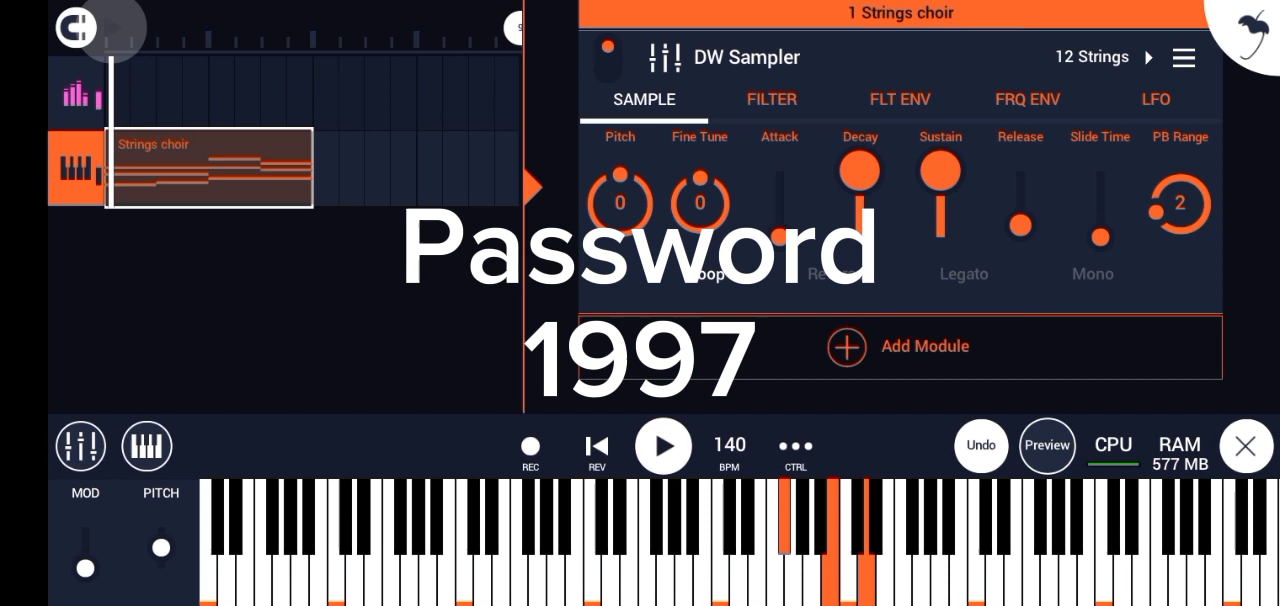 1 Strings choir
DW Sampler
12 Strings
SAMPLE FILTER FLT ENV FRQ ENV LFO
Pitch Fine Tune Attack Decay Sustain Release Slide Time PB Range
Strings choir
0 0 2
Legato Mono
Password
1997
Add Module
REC REV 140 BPM CTRL
Undo Preview CPU RAM
577 MB
MOD PITCH